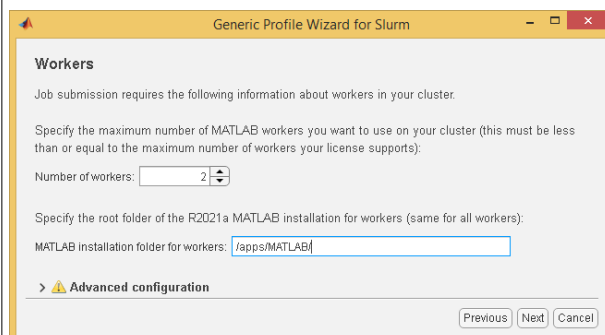 Generic Profile Wizard for Slurm
Workers
Job submission requires the following information about workers in your cluster.
Specify the maximum number of MATLAB workers you want to use on your cluster (this must be less
than or equal to the maximum number of workers your license supports):
Number of workers: 2
Specify the root folder of the R2021a MATLAB installation for workers (same for all workers):
MATLAB installation folder for workers: /apps/MATLAB/
Advanced configuration
Previous Next Cancel